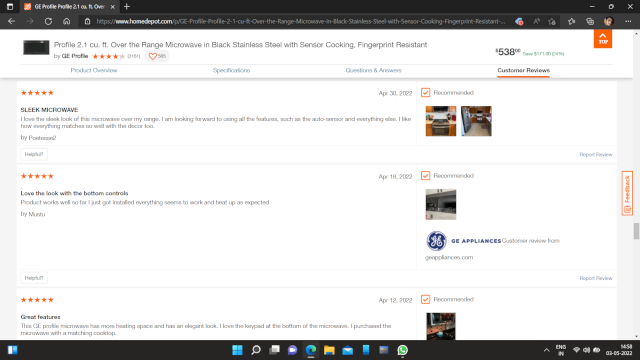 GE Profile Profile 2.1 cu. ft. Over
https://www.homedepot.com/p/GE-Profile-Profile-2-1-cu-ft-Over-the-Range-Microwave-in-Black-Stainless-Steel-with-Sensor-Cooking-Fingerprint-Resistant-...
Profile 2.1 cu. ft. Over the Range Microwave in Black Stainless Steel with Sensor Cooking, Fingerprint Resistant
by GE Profile
565
$538.00 Save $171.00 (24%)
TOP
Product Overview
Specifications
Questions & Answers
Customer Reviews
Apr 30, 2022
Recommended
SLEEK MICROWAVE
I love the sleek look of this microwave over my range. I am looking forward to using all the features, such as the auto-sensor and everything else. I like
how everything matches so well with the decor too.
by
Helpful?
Report Review
Apr 18, 2022
Recommended
Love the look with the bottom controls
Product works well so far I just got installed everything seems to work and heat up as expected
by Mustu
GE APPLIANCES Customer review from
geappliances.com
Helpful?
Report Review
Feedback
Apr 12, 2022
Recommended
Great features
This GE profile microwave has more heating space and has an elegant look. I love the keypad at the bottom of the microwave. I purchased the
microwave with a matching cooktop.
ENG
IN
14:58
03-05-2022